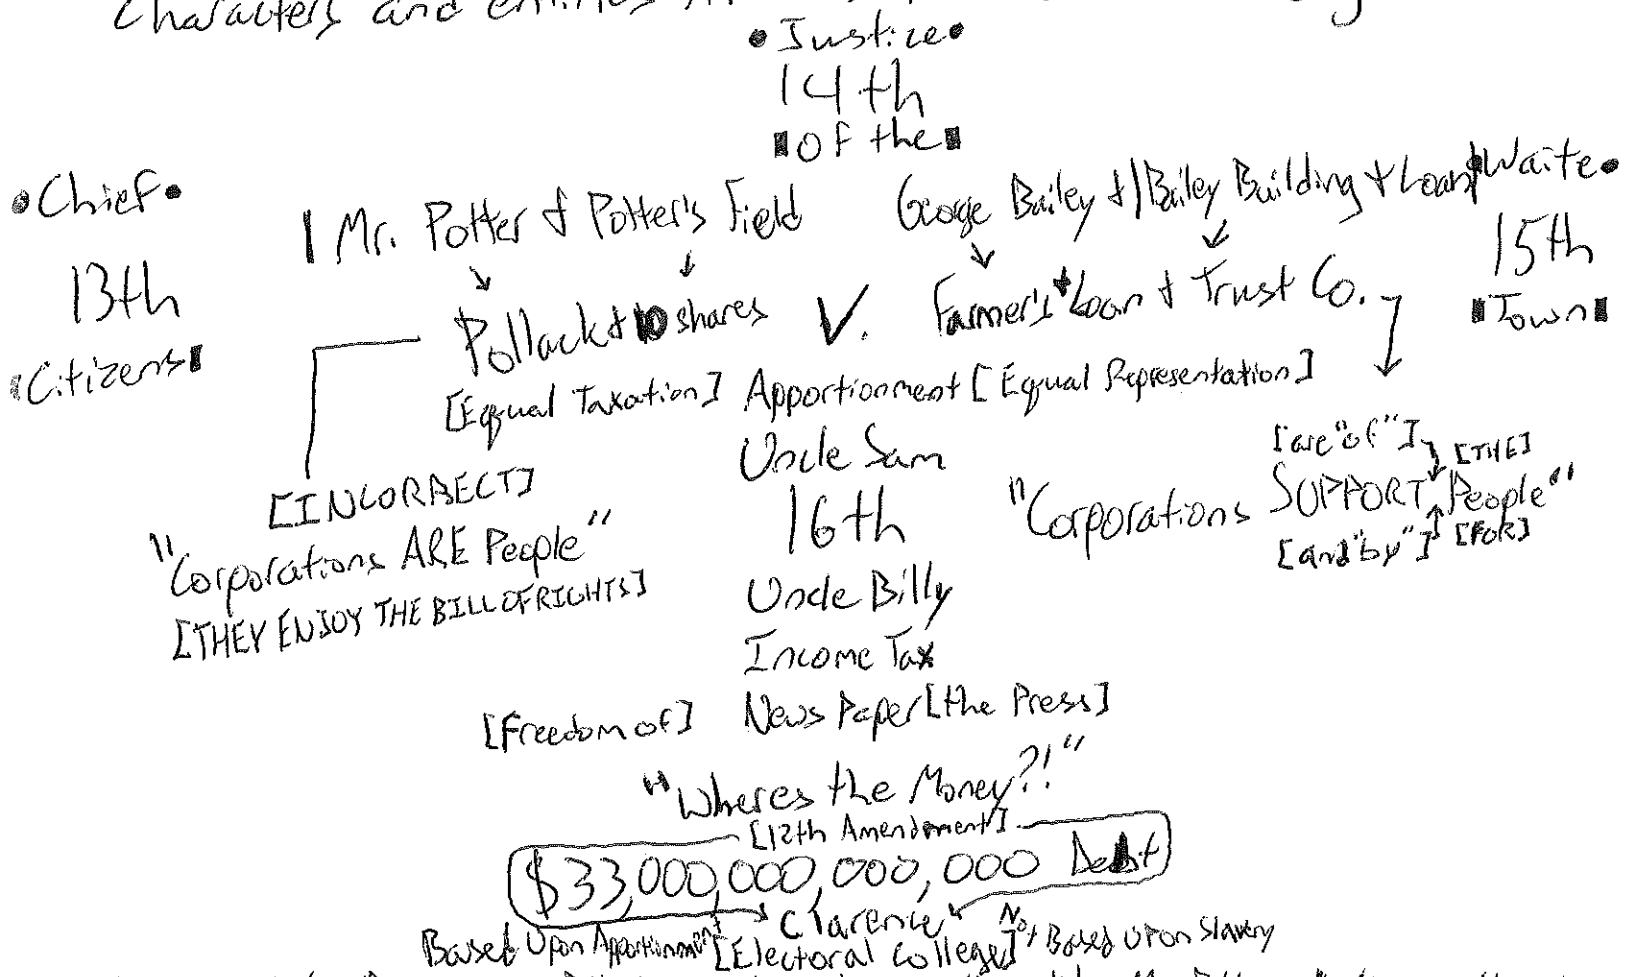 Characters and entities
•Justice•
14th
▮of the▮
•Chief•
13th
▮Citizens▮
| Mr. Potter & Potter's Field
George Bailey & | Bailey Building & Loan |
•Waite•
15th
▮Town▮
Pollack & 10 shares V. Farmer's & Loan & Trust Co.
[Equal Taxation] Apportionment [Equal Representation]
Uncle Sam
16th
[INCORRECT]
"Corporations ARE People"
[THEY ENJOY THE BILL OF RIGHTS]
[are "of"] [THE]
"Corporations SUPPORT People"
[and "by"] [FOR]
Uncle Billy
Income Tax
[Freedom of] News Paper [the Press]
"Wheres the Money?!"
[12th Amendment]
$33,000,000,000,000 Debt
Clarence
Based Upon Apportionment [Electoral College] Not Based Upon Slavery